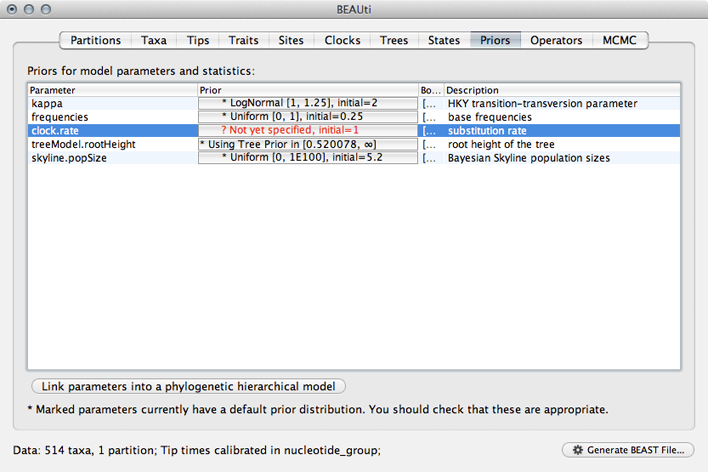 BEAUti
Partitions Taxa Tips Traits Sites Clocks Trees States Priors Operators MCMC
Priors for model parameters and statistics:
Parameter Prior Bo... Description
kappa * LogNormal [1, 1.25], initial=2 [... HKY transition-transversion parameter
frequencies * Uniform [0, 1], initial=0.25 [... base frequencies
clock.rate ? Not yet specified, initial=1 [... substitution rate
treeModel.rootHeight * Using Tree Prior in [0.520078, ∞] [... root height of the tree
skyline.popSize * Uniform [0, 1E100], initial=5.2 [... Bayesian Skyline population sizes
Link parameters into a phylogenetic hierarchical model
* Marked parameters currently have a default prior distribution. You should check that these are appropriate.
Data: 514 taxa, 1 partition; Tip times calibrated in nucleotide_group; Generate BEAST File...